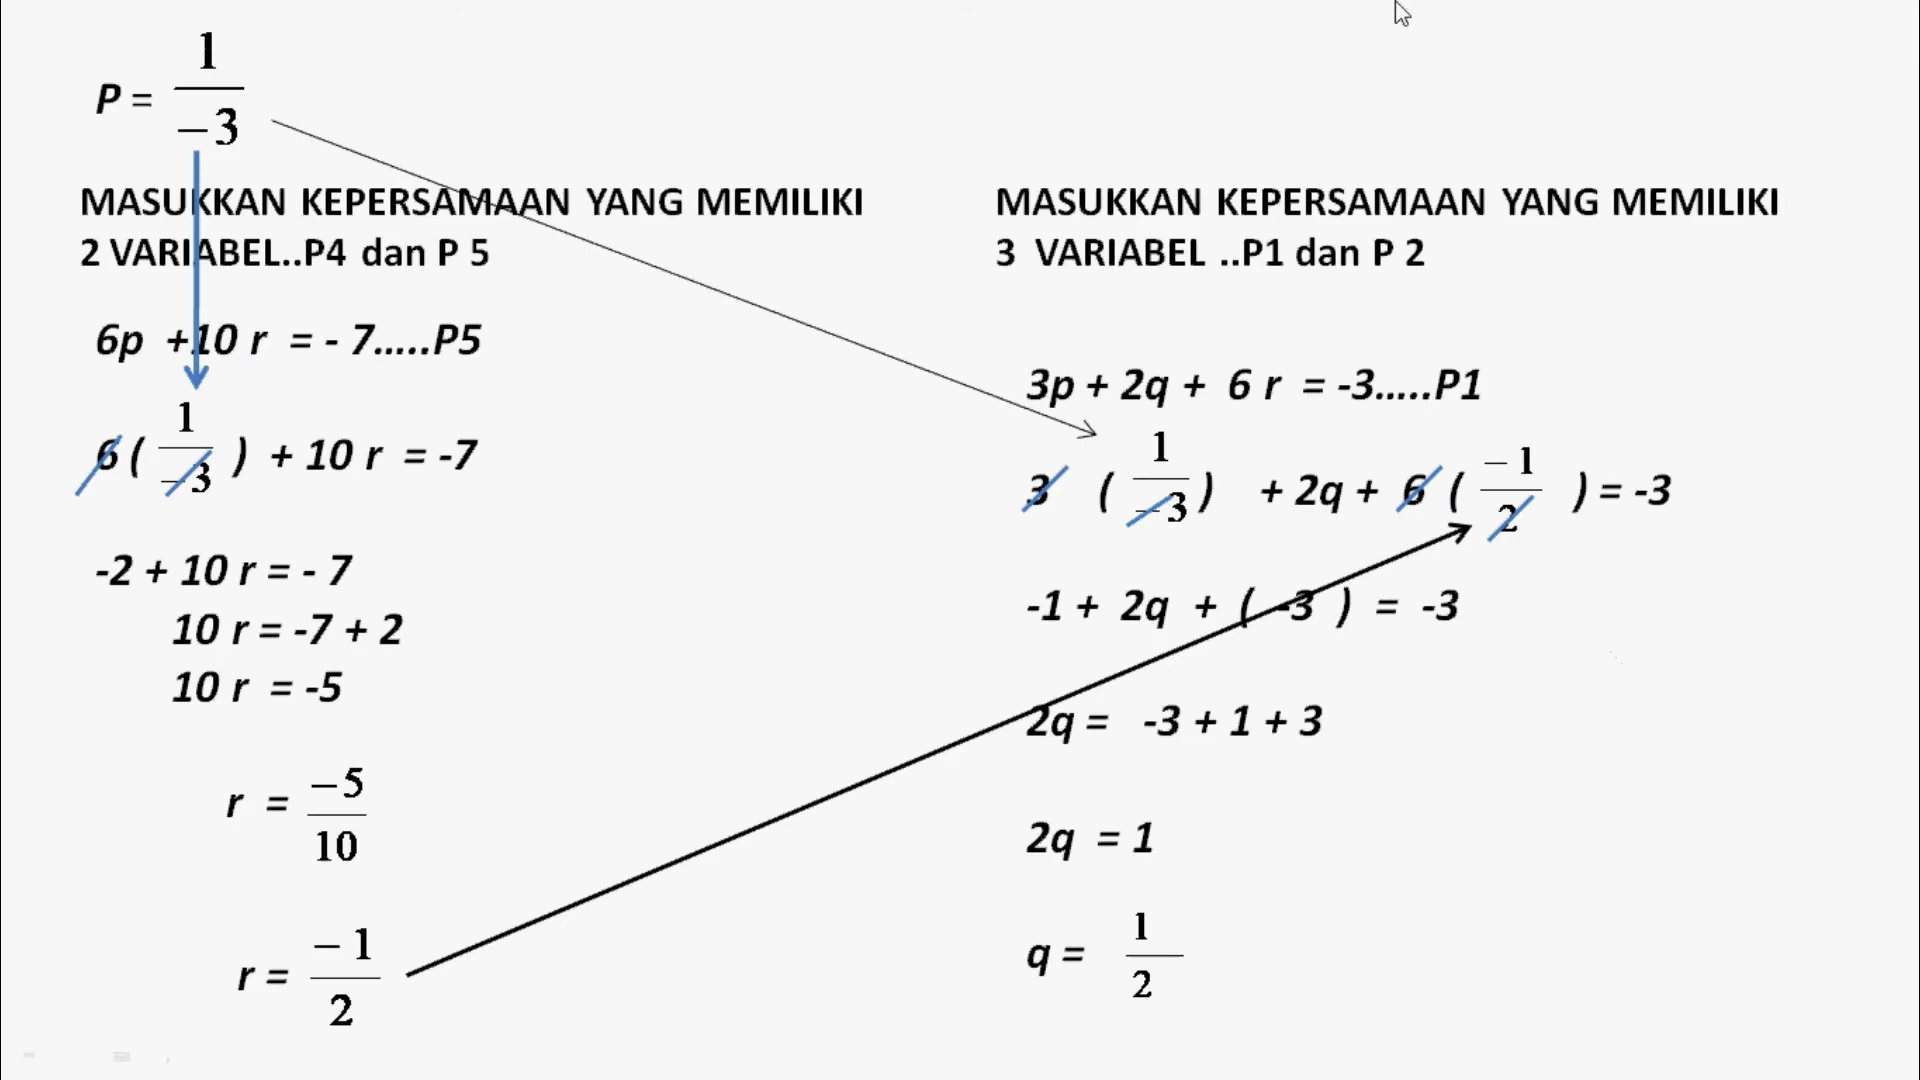 P = 1/-3
MASUKKAN KEPERSAMAAN YANG MEMILIKI
2 VARIABEL..P4 dan P 5
6p +10 r = - 7.....P5
6 ( 1/-3 ) + 10 r = -7
-2 + 10 r = - 7
10 r = -7 + 2
10 r = -5
r = -5/10
r = -1/2
MASUKKAN KEPERSAMAAN YANG MEMILIKI
3 VARIABEL ..P1 dan P 2
3p + 2q + 6 r = -3.....P1
3 ( 1/-3 ) + 2q + 6 ( -1/2 ) = -3
-1 + 2q + ( -3 ) = -3
2q = -3 + 1 + 3
2q = 1
q = 1/2